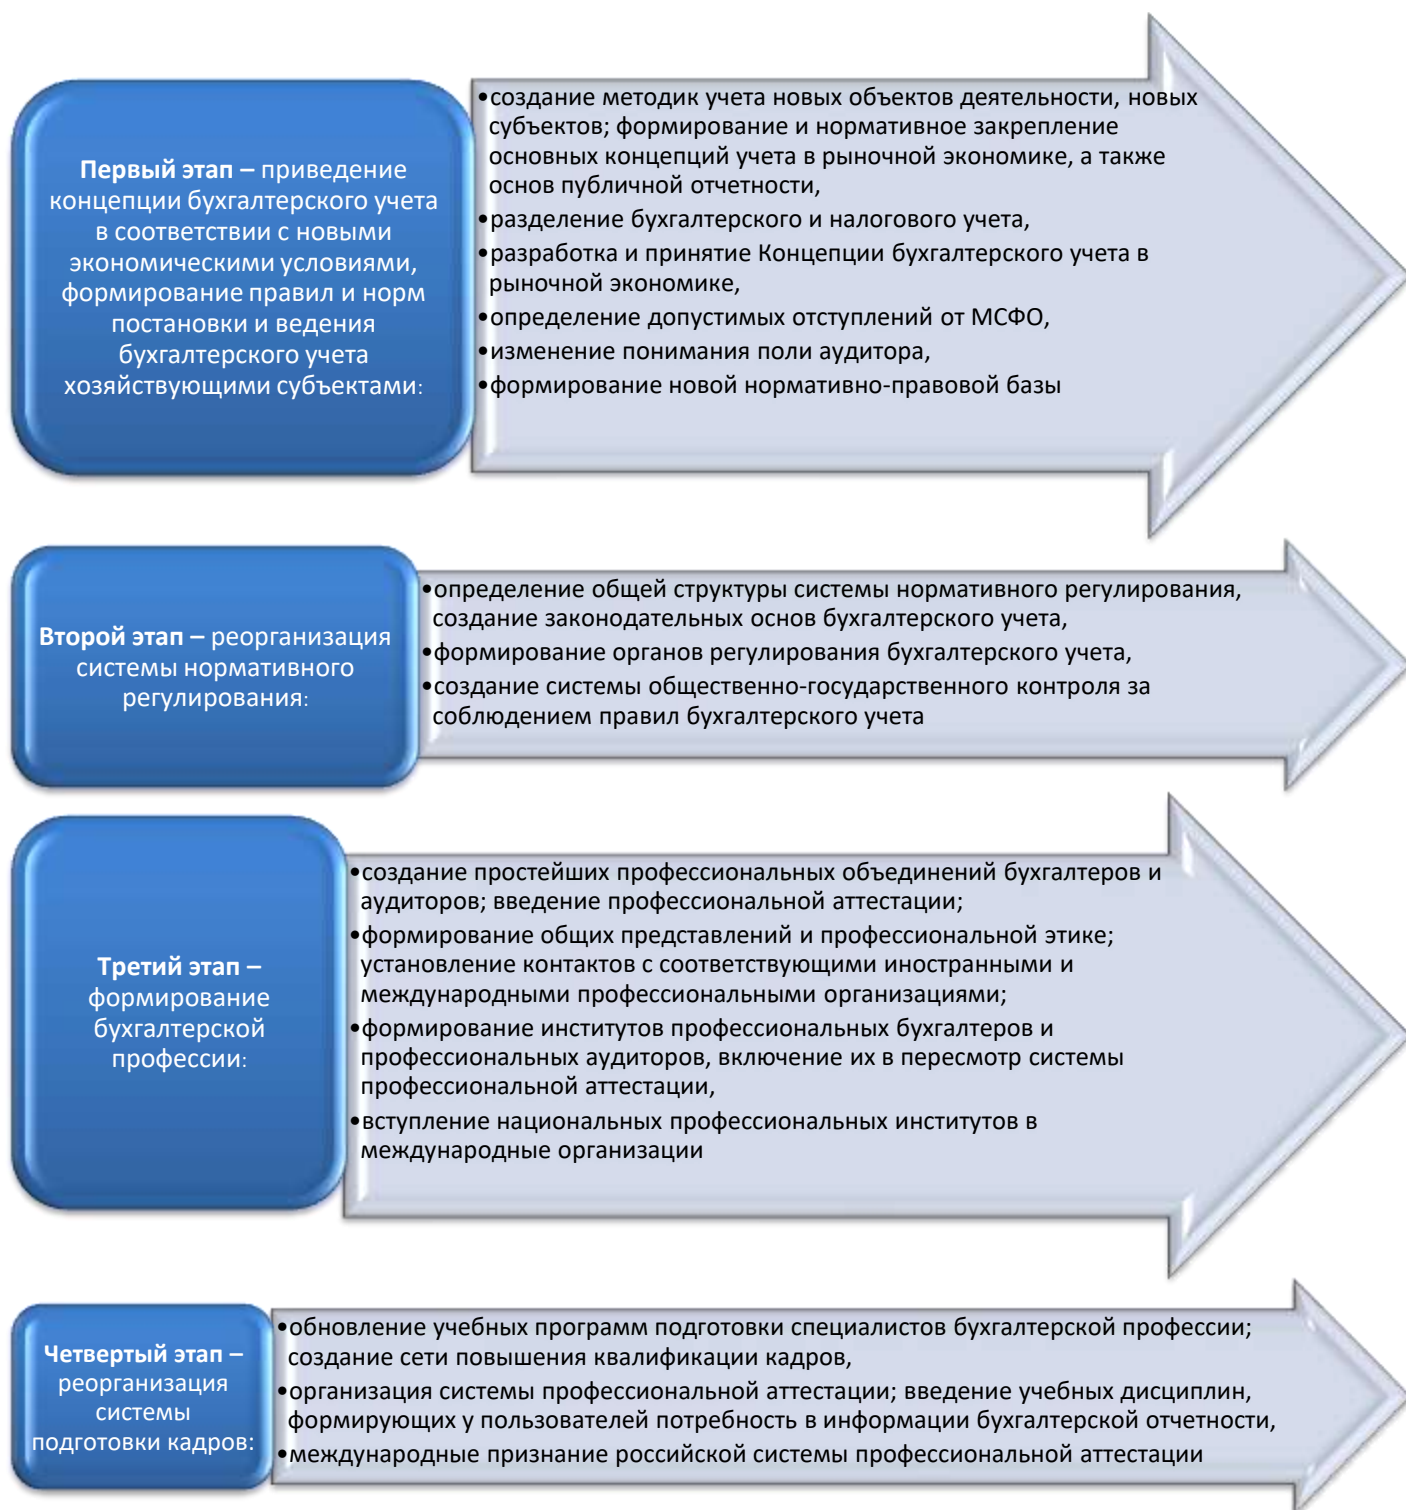 Первый этап – приведение
концепции бухгалтерского учета
в соответствии с новыми
экономическими условиями,
формирование правил и норм
постановки и ведения
бухгалтерского учета
хозяйствующими субъектами:
•создание методик учета новых объектов деятельности, новых
субъектов; формирование и нормативное закрепление
основных концепций учета в рыночной экономике, а также
основ публичной отчетности,
•разделение бухгалтерского и налогового учета,
•разработка и принятие Концепции бухгалтерского учета в
рыночной экономике,
•определение допустимых отступлений от МСФО,
•изменение понимания поли аудитора,
•формирование новой нормативно-правовой базы
Второй этап – реорганизация
системы нормативного
регулирования:
•определение общей структуры системы нормативного регулирования,
создание законодательных основ бухгалтерского учета,
•формирование органов регулирования бухгалтерского учета,
•создание системы общественно-государственного контроля за
соблюдением правил бухгалтерского учета
Третий этап –
формирование
бухгалтерской
профессии:
•создание простейших профессиональных объединений бухгалтеров и
аудиторов; введение профессиональной аттестации;
•формирование общих представлений и профессиональной этике;
установление контактов с соответствующими иностранными и
международными профессиональными организациями;
•формирование институтов профессиональных бухгалтеров и
профессиональных аудиторов, включение их в пересмотр системы
профессиональной аттестации,
•вступление национальных профессиональных институтов в
международные организации
Четвертый этап –
реорганизация
системы
подготовки кадров:
•обновление учебных программ подготовки специалистов бухгалтерской профессии;
создание сети повышения квалификации кадров,
•организация системы профессиональной аттестации; введение учебных дисциплин,
формирующих у пользователей потребность в информации бухгалтерской отчетности,
•международные признание российской системы профессиональной аттестации